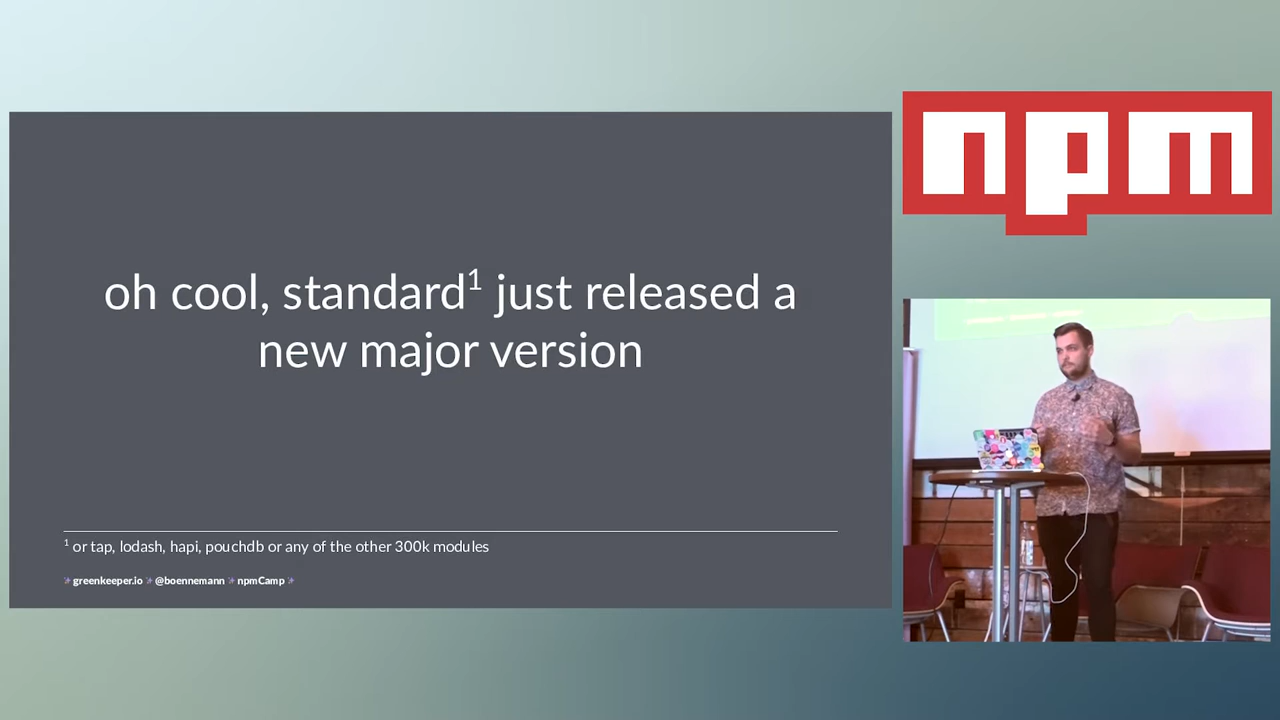 oh cool, standard¹ just released a
new major version
¹ or tap, lodash, hapi, pouchdb or any of the other 300k modules
greenkeeper.io @boennemann npmCamp
npm